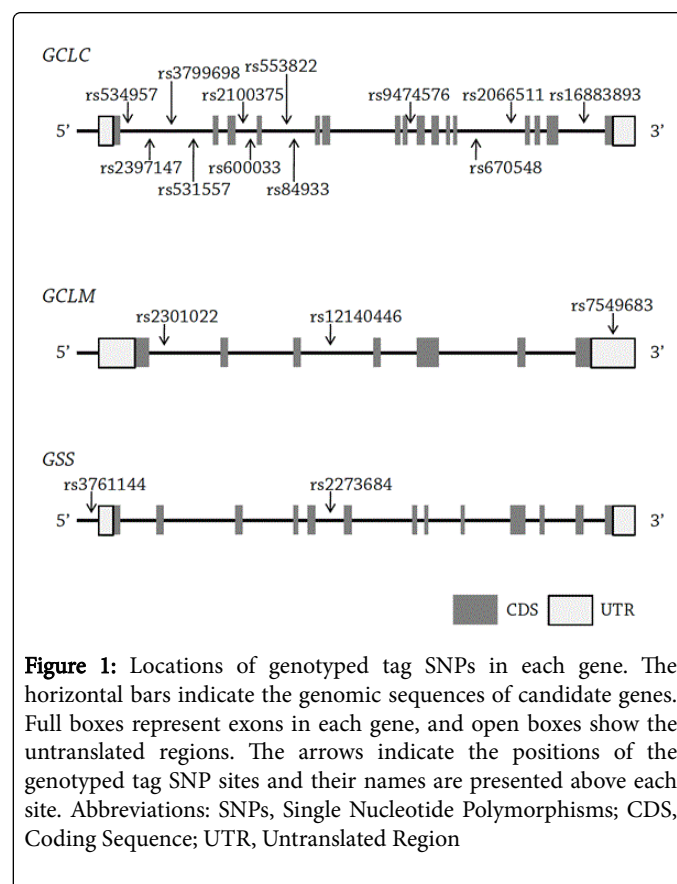 GCLC
rs3799698 rs553822
rs534957 rs2100375 rs9474576 rs2066511 rs16883893
5’ 3’
rs2397147 rs600033 rs670548
rs531557 rs84933
GCLM
rs7549683
rs2301022 rs12140446
5’ 3’
GSS
rs3761144 rs2273684
5’ 3’
CDS UTR
Figure 1: Locations of genotyped tag SNPs in each gene. The
horizontal bars indicate the genomic sequences of candidate genes.
Full boxes represent exons in each gene, and open boxes show the
untranslated regions. The arrows indicate the positions of the
genotyped tag SNP sites and their names are presented above each
site. Abbreviations: SNPs, Single Nucleotide Polymorphisms; CDS,
Coding Sequence; UTR, Untranslated Region